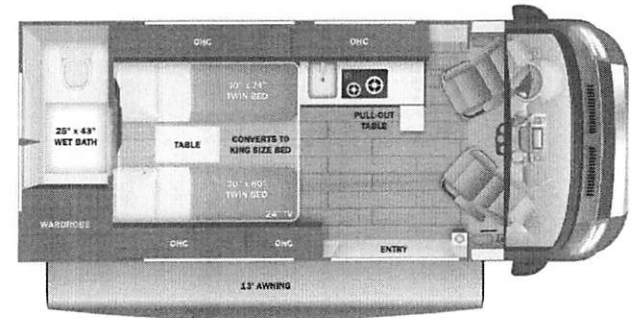 OHC
OHC
30" x 74"
TWIN BED
25" x 43"
WET BATH
TABLE
CONVERTS TO
KING SIZE BED
PULL-OUT
TABLE
30" x 80"
TWIN BED
24" TV
WARDROBE
OHC
OHC
ENTRY
13' AWNING